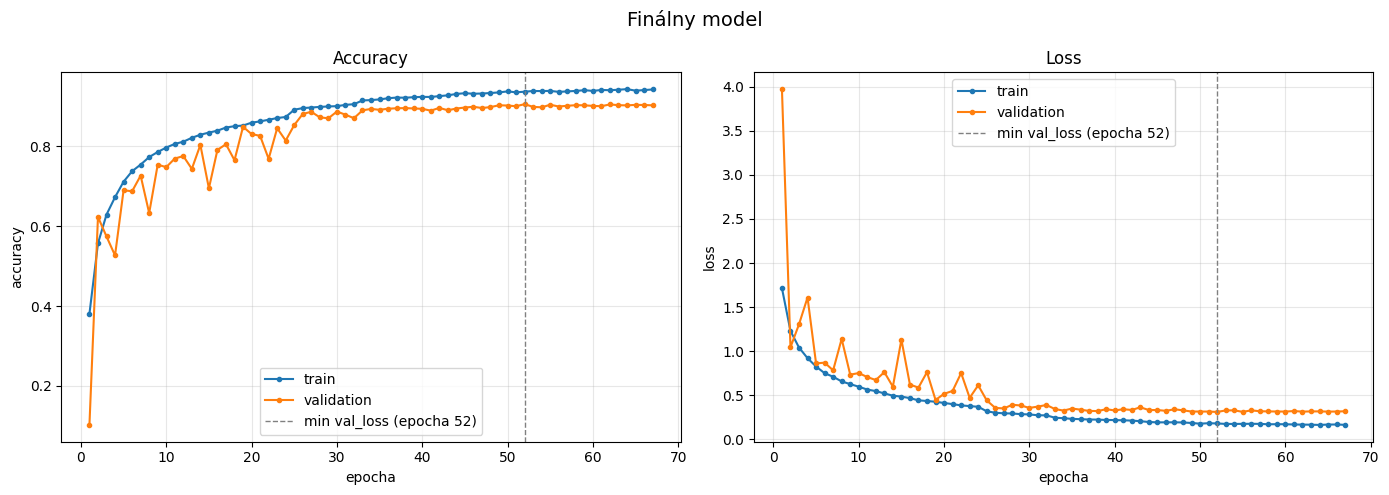 Finálny model
Accuracy
accuracy
0.8
0.6
0.4
0.2
train
validation
min val_loss (epocha 52)
0 10 20 30 40 50 60 70
epocha
Loss
loss
4.0
3.5
3.0
2.5
2.0
1.5
1.0
0.5
0.0
train
validation
min val_loss (epocha 52)
0 10 20 30 40 50 60 70
epocha